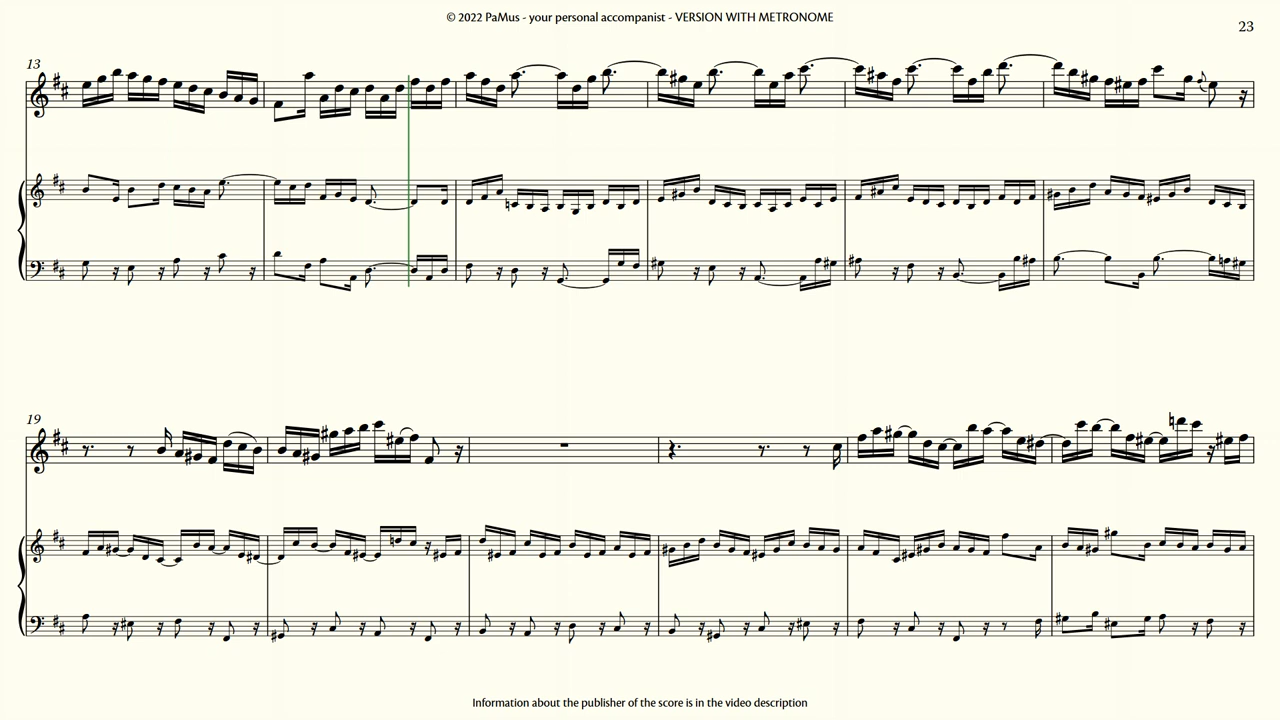 © 2022 PaMus - your personal accompanist - VERSION WITH METRONOME
23
13
19
Information about the publisher of the score is in the video description